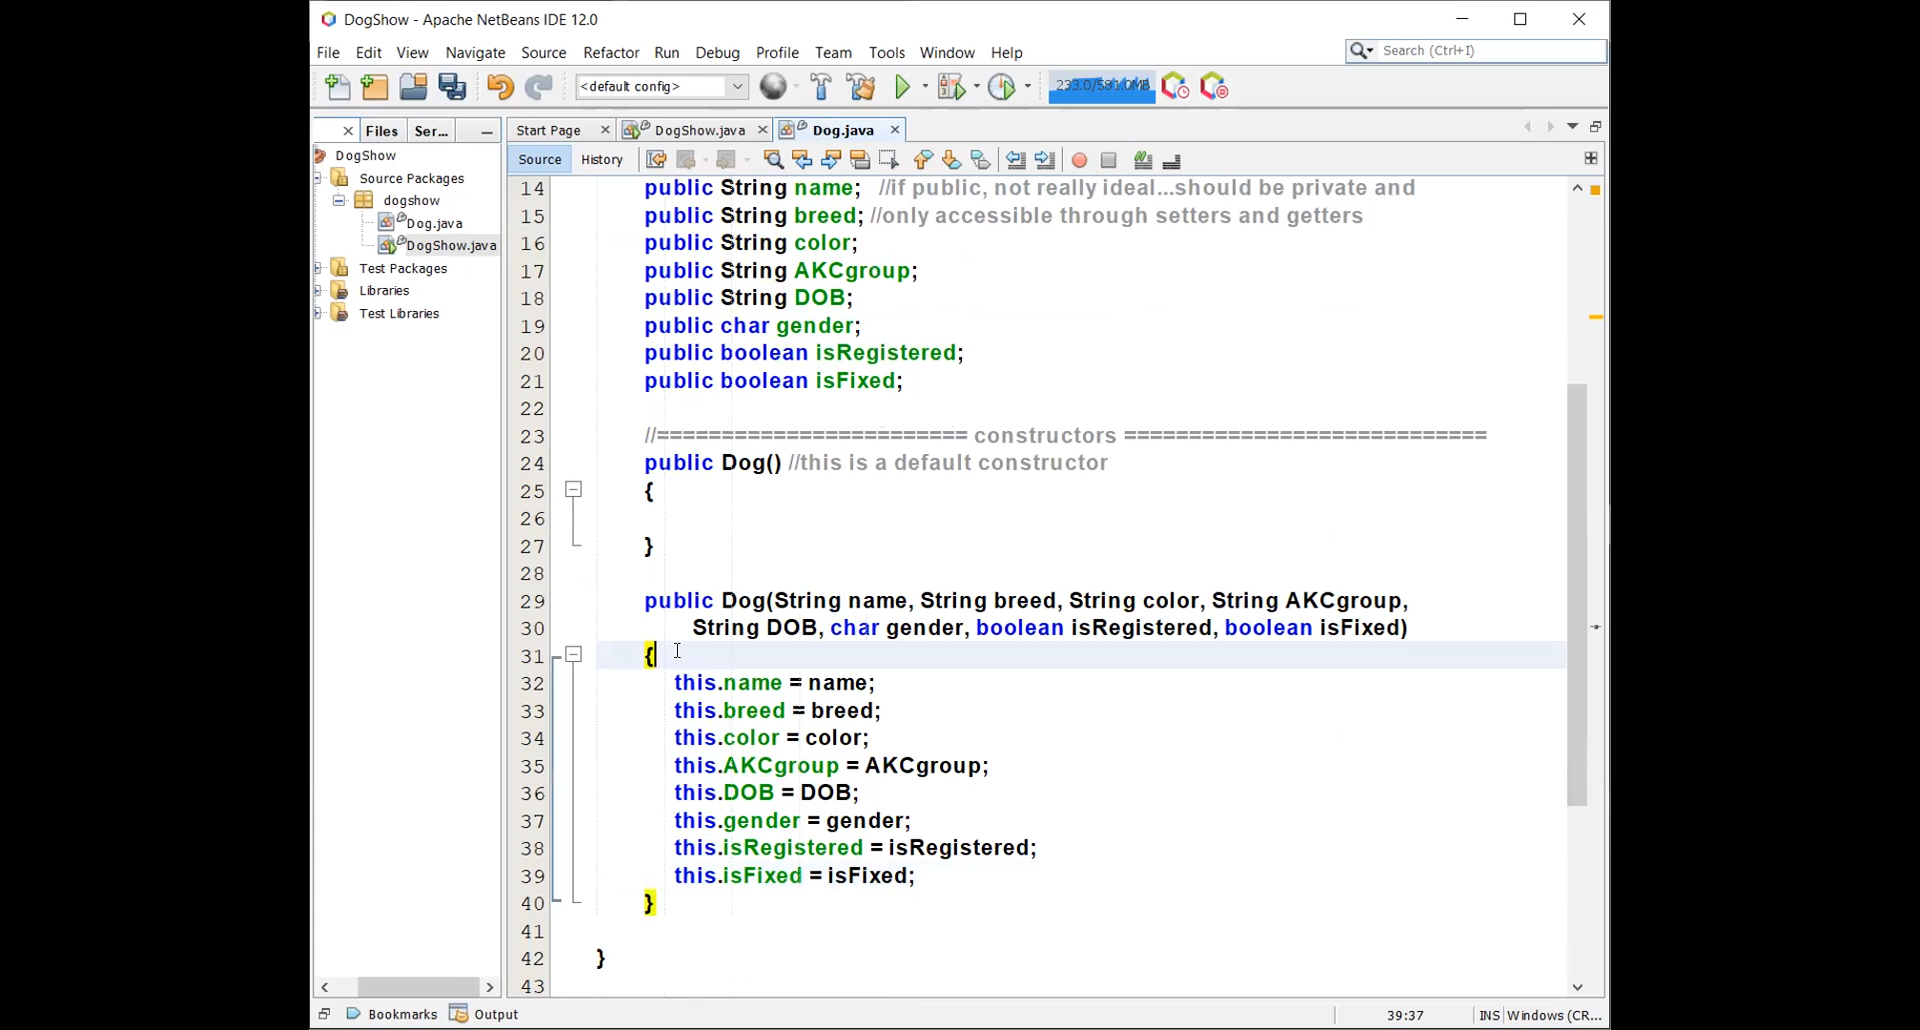 DogShow - Apache NetBeans IDE 12.0
File Edit View Navigate Source Refactor Run Debug Profile Team Tools Window Help
Search (Ctrl+I)
<default config>
233.0/581.0MB
Files Ser...
Start Page DogShow.java Dog.java
Source History
DogShow
Source Packages
dogshow
Dog.java
DogShow.java
Test Packages
Libraries
Test Libraries
14 public String name; //if public, not really ideal...should be private and
15 public String breed; //only accessible through setters and getters
16 public String color;
17 public String AKCgroup;
18 public String DOB;
19 public char gender;
20 public boolean isRegistered;
21 public boolean isFixed;
22
23 //======================== constructors ============================
24 public Dog() //this is a default constructor
25 {
26
27 }
28
29 public Dog(String name, String breed, String color, String AKCgroup,
30 String DOB, char gender, boolean isRegistered, boolean isFixed)
31 {
32 this.name = name;
33 this.breed = breed;
34 this.color = color;
35 this.AKCgroup = AKCgroup;
36 this.DOB = DOB;
37 this.gender = gender;
38 this.isRegistered = isRegistered;
39 this.isFixed = isFixed;
40 }
41
42 }
43
Bookmarks Output
39:37 INS Windows (CR...